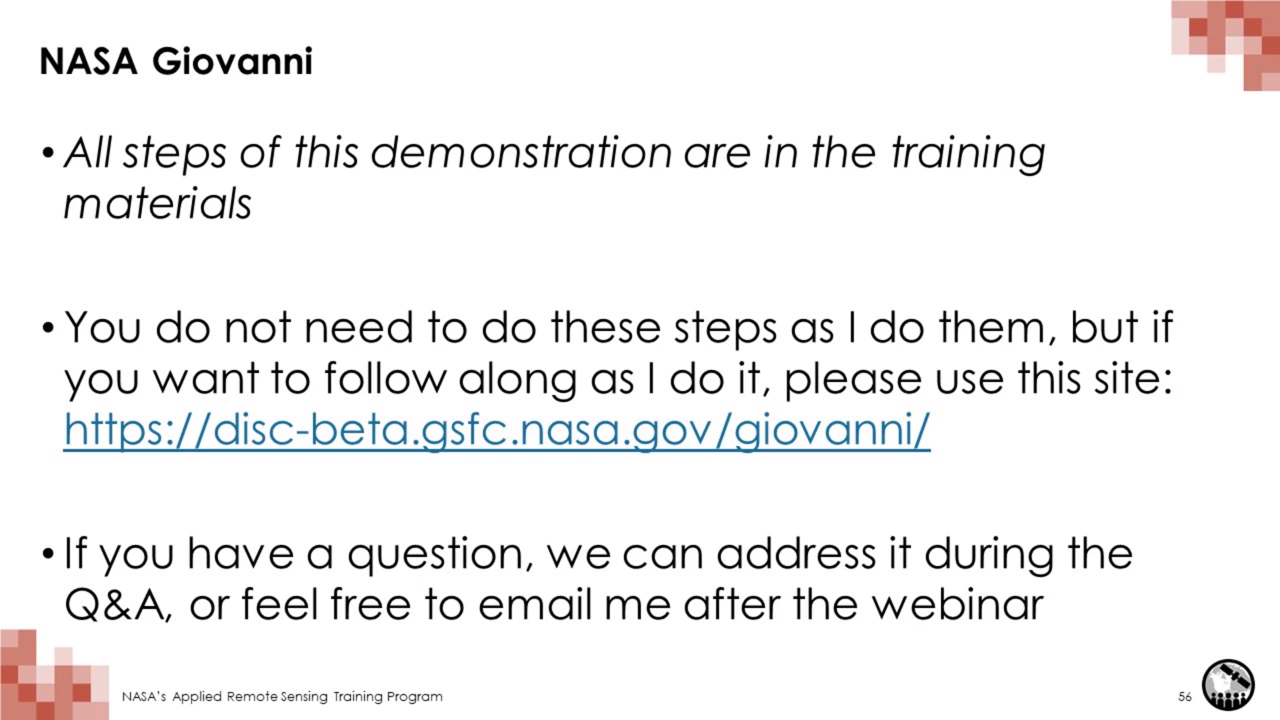 NASA Giovanni
• All steps of this demonstration are in the training
materials
• You do not need to do these steps as I do them, but if
you want to follow along as I do it, please use this site:
https://disc-beta.gsfc.nasa.gov/giovanni/
• If you have a question, we can address it during the
Q&A, or feel free to email me after the webinar
NASA's Applied Remote Sensing Training Program
56